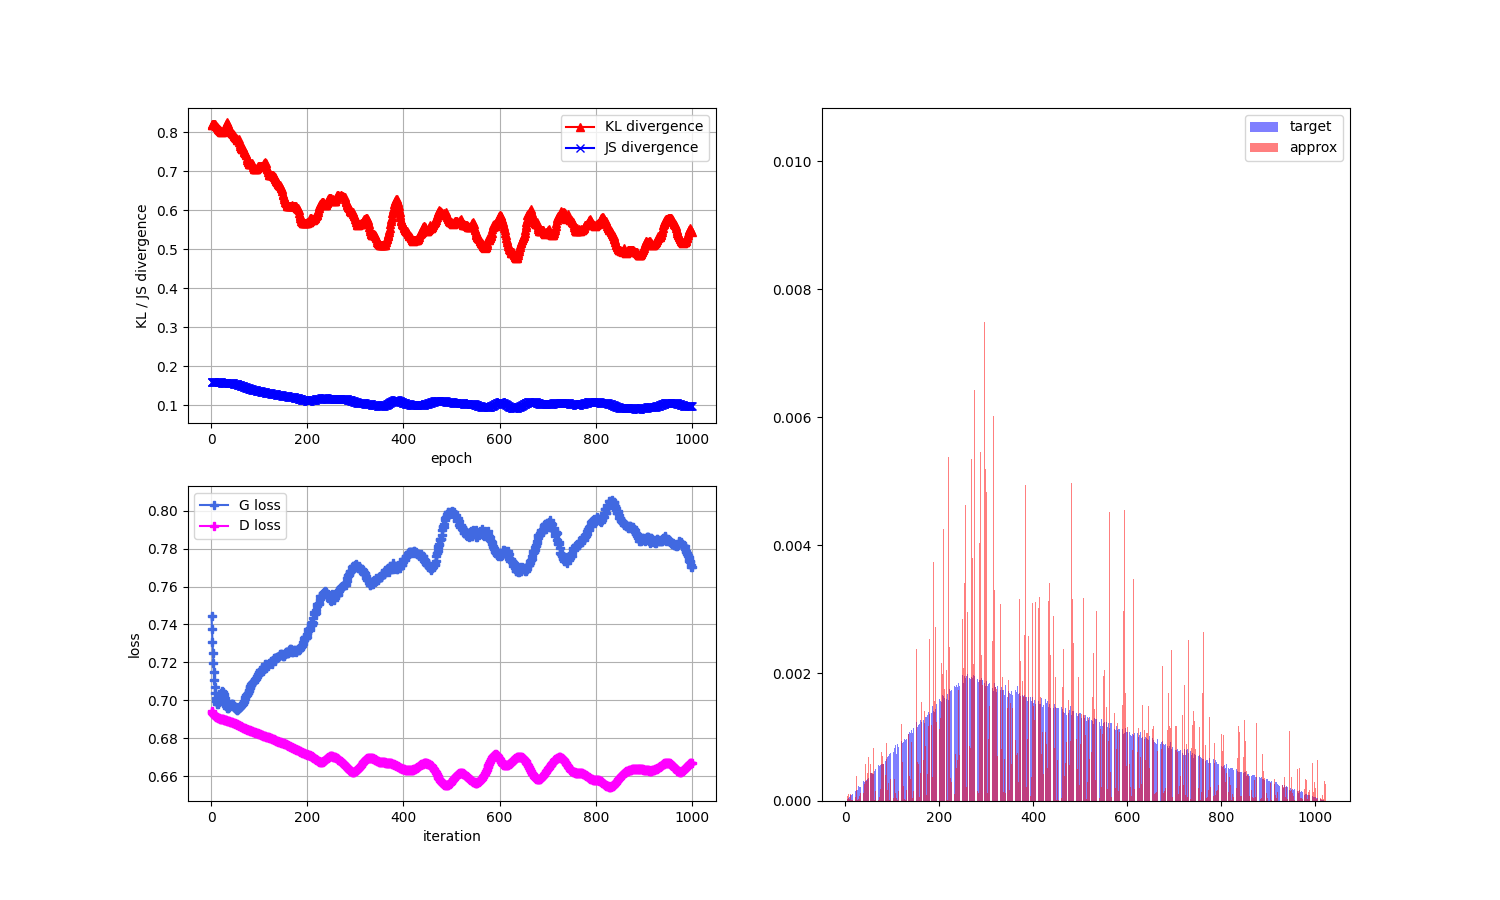 KL divergence
JS divergence
KL / JS divergence
0.8
0.7
0.6
0.5
0.4
0.3
0.2
0.1
0 200 400 600 800 1000
epoch
G loss
D loss
loss
0.80
0.78
0.76
0.74
0.72
0.70
0.68
0.66
0 200 400 600 800 1000
iteration
target
approx
0.010
0.008
0.006
0.004
0.002
0.000
0 200 400 600 800 1000